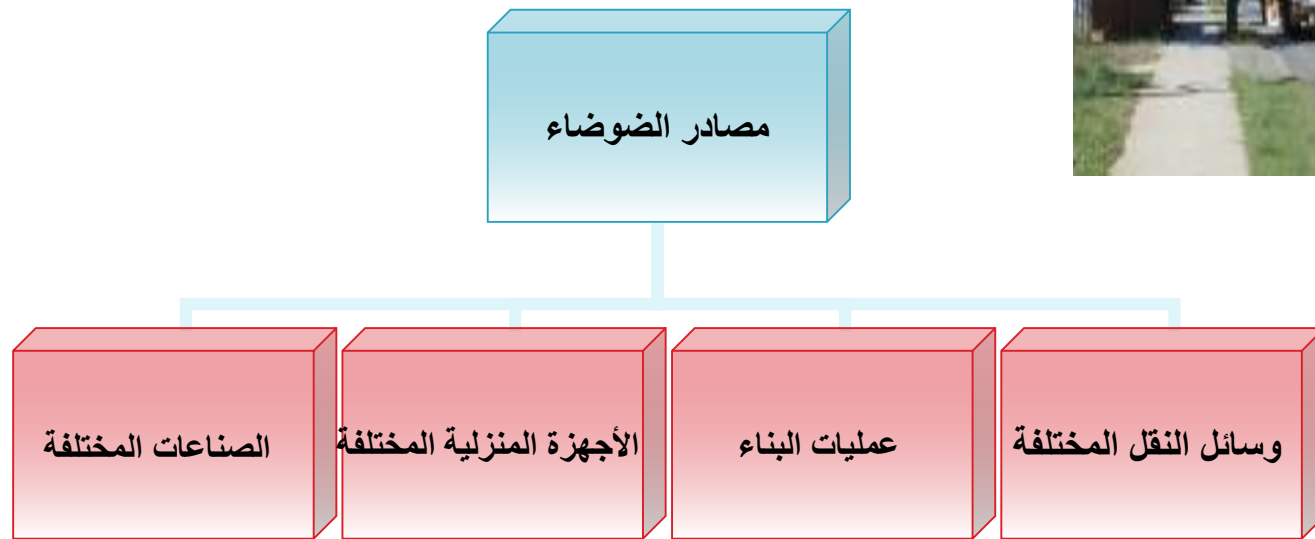 مصادر الضوضاء
وسائل النقل المختلفة
عمليات البناء
الأجهزة المنزلية المختلفة
الصناعات المختلفة